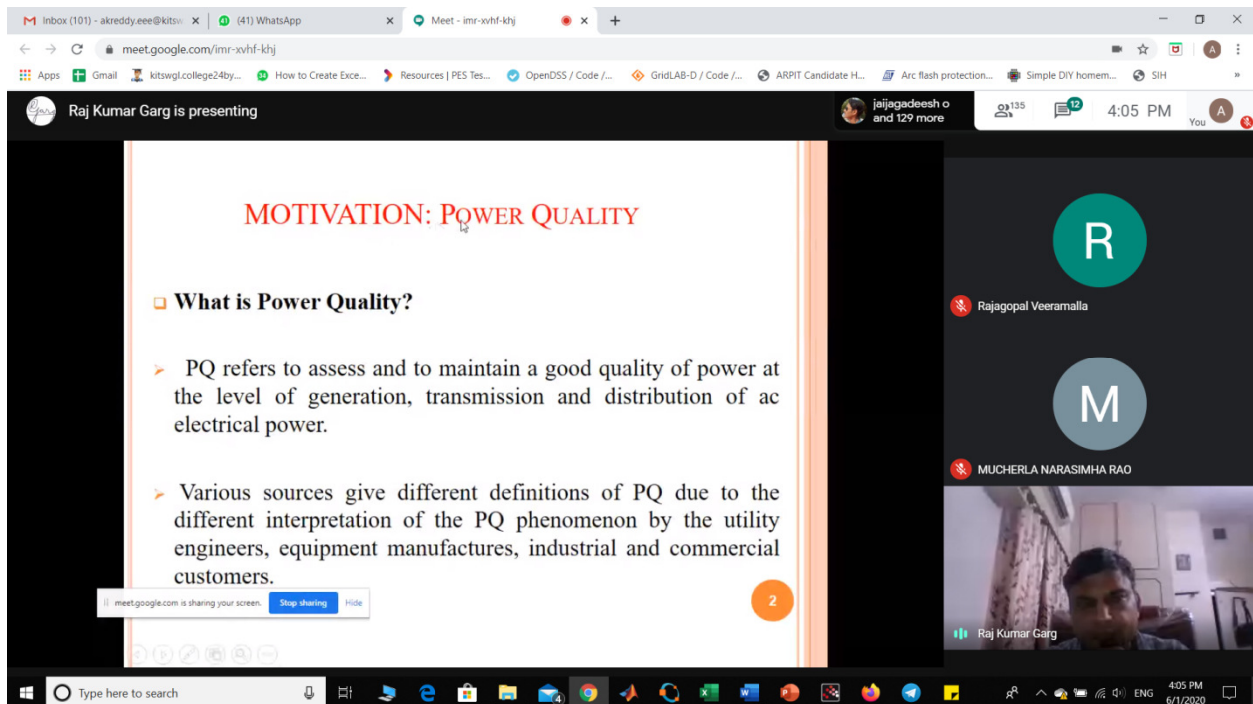 Inbox (101) - akreddy.eee@kitsw
(41) WhatsApp
Meet - imr-xvhf-khj
meet.google.com/imr-xvhf-khj
A
Apps
Gmail
kitswgl.college24by...
How to Create Exce...
Resources | PES Tes...
OpenDSS / Code /...
GridLAB-D / Code /...
ARPIT Candidate H...
Arc flash protection...
Simple DIY homem...
SIH
Raj Kumar Garg is presenting
jaijagadeesh o
and 129 more
135
12
4:05 PM
You
A
MOTIVATION: POWER QUALITY
What is Power Quality?
PQ refers to assess and to maintain a good quality of power at
the level of generation, transmission and distribution of ac
electrical power.
Various sources give different definitions of PQ due to the
different interpretation of the PQ phenomenon by the utility
engineers, equipment manufactures, industrial and commercial
customers.
2
meet.google.com is sharing your screen.
Stop sharing
Hide
R
Rajagopal Veeramalla
M
MUCHERLA NARASIMHA RAO
Raj Kumar Garg
Type here to search
4
ENG
4:05 PM
6/1/2020